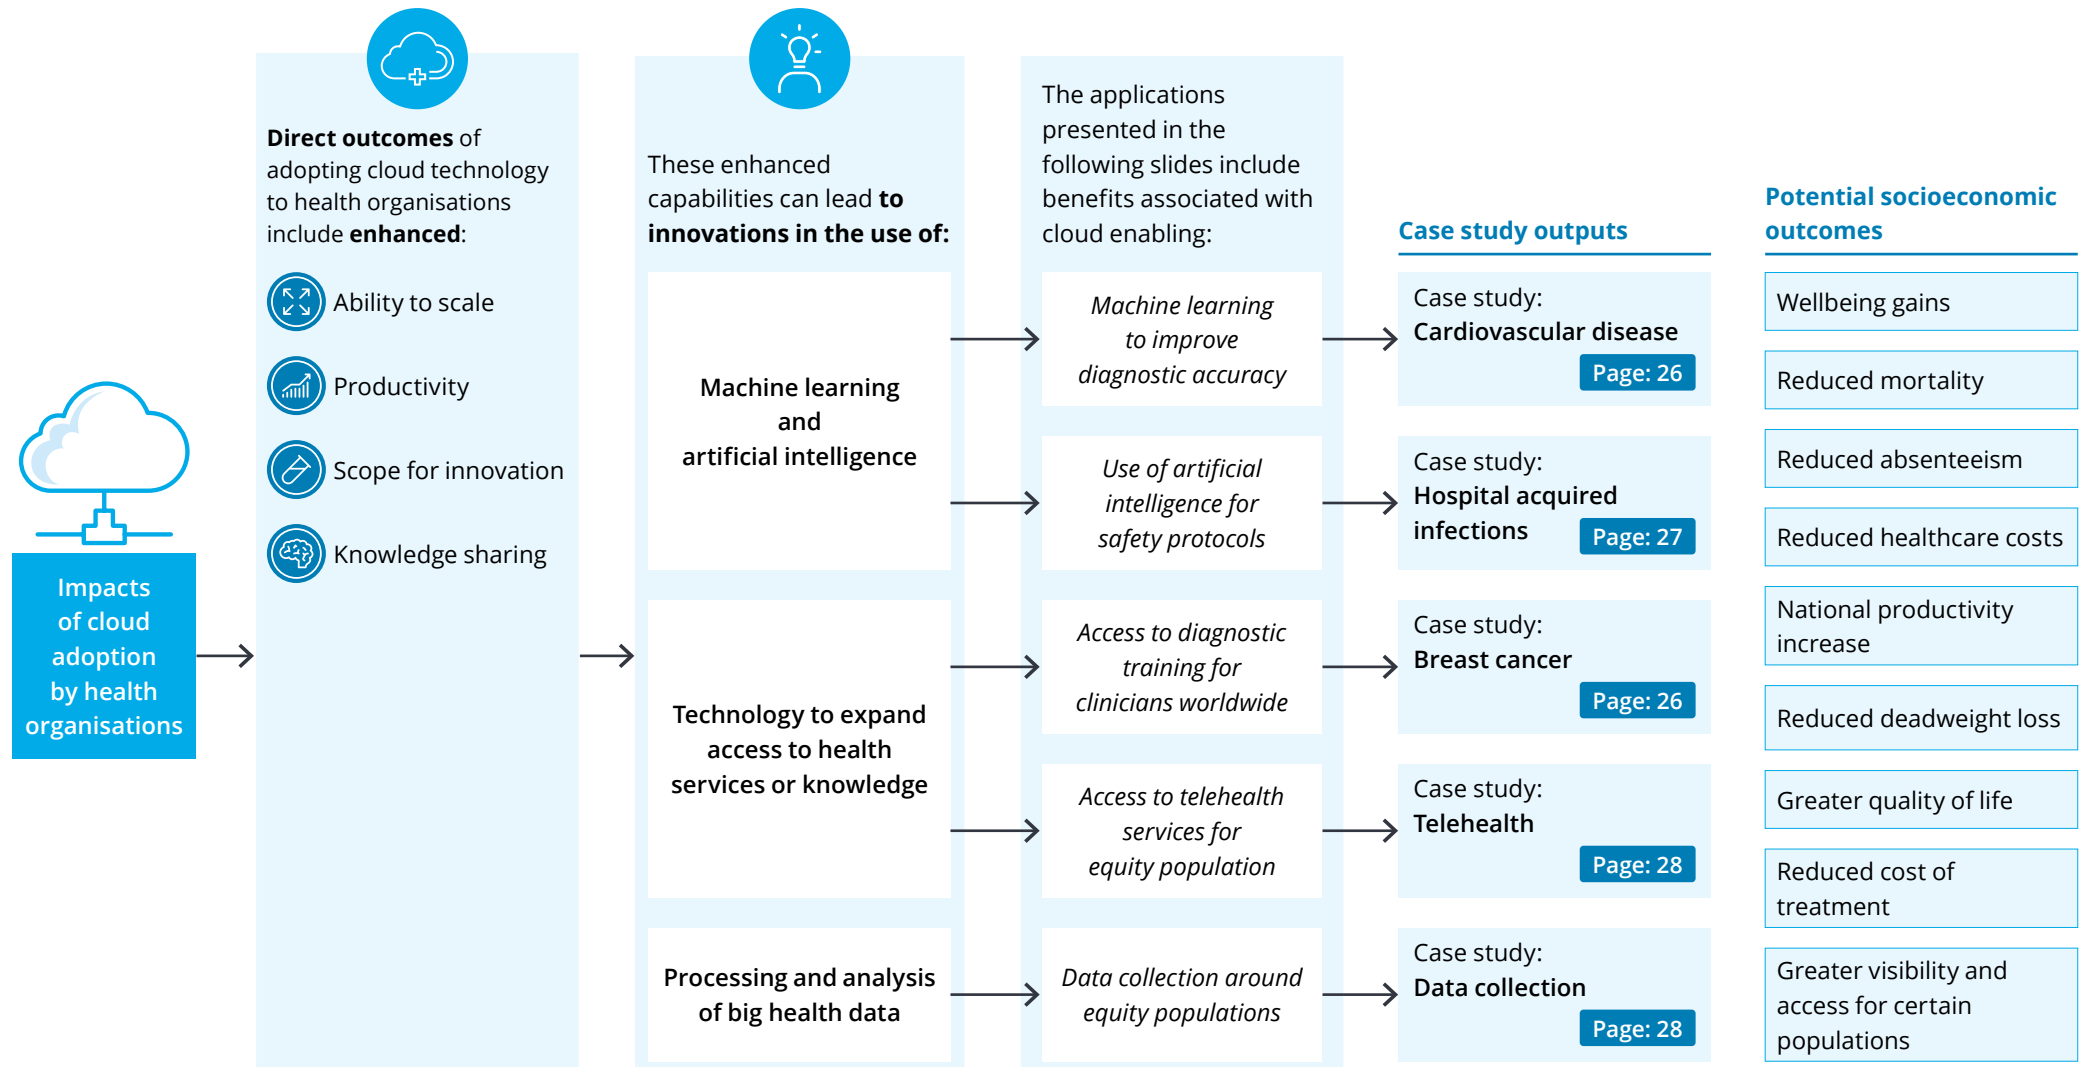 Impacts
of cloud
adoption
by health
organisations
Direct outcomes of
adopting cloud technology
to health organisations
include enhanced:
Ability to scale
Productivity
Scope for innovation
Knowledge sharing
These enhanced
capabilities can lead to
innovations in the use of:
Machine learning
and
artificial intelligence
Technology to expand
access to health
services or knowledge
Processing and analysis
of big health data
The applications
presented in the
following slides include
benefits associated with
cloud enabling:
Machine learning
to improve
diagnostic accuracy
Use of artificial
intelligence for
safety protocols
Access to diagnostic
training for
clinicians worldwide
Access to telehealth
services for
equity population
Data collection around
equity populations
Case study outputs
Case study:
Cardiovascular disease
Page: 26
Case study:
Hospital acquired
infections
Page: 27
Case study:
Breast cancer
Page: 26
Case study:
Telehealth
Page: 28
Case study:
Data collection
Page: 28
Potential socioeconomic
outcomes
Wellbeing gains
Reduced mortality
Reduced absenteeism
Reduced healthcare costs
National productivity
increase
Reduced deadweight loss
Greater quality of life
Reduced cost of
treatment
Greater visibility and
access for certain
populations